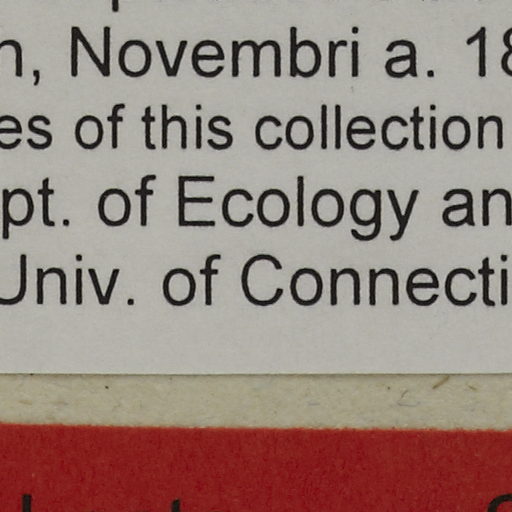 n, Novembri a. 18
es of this collection
pt. of Ecology an
Univ. of Connecti